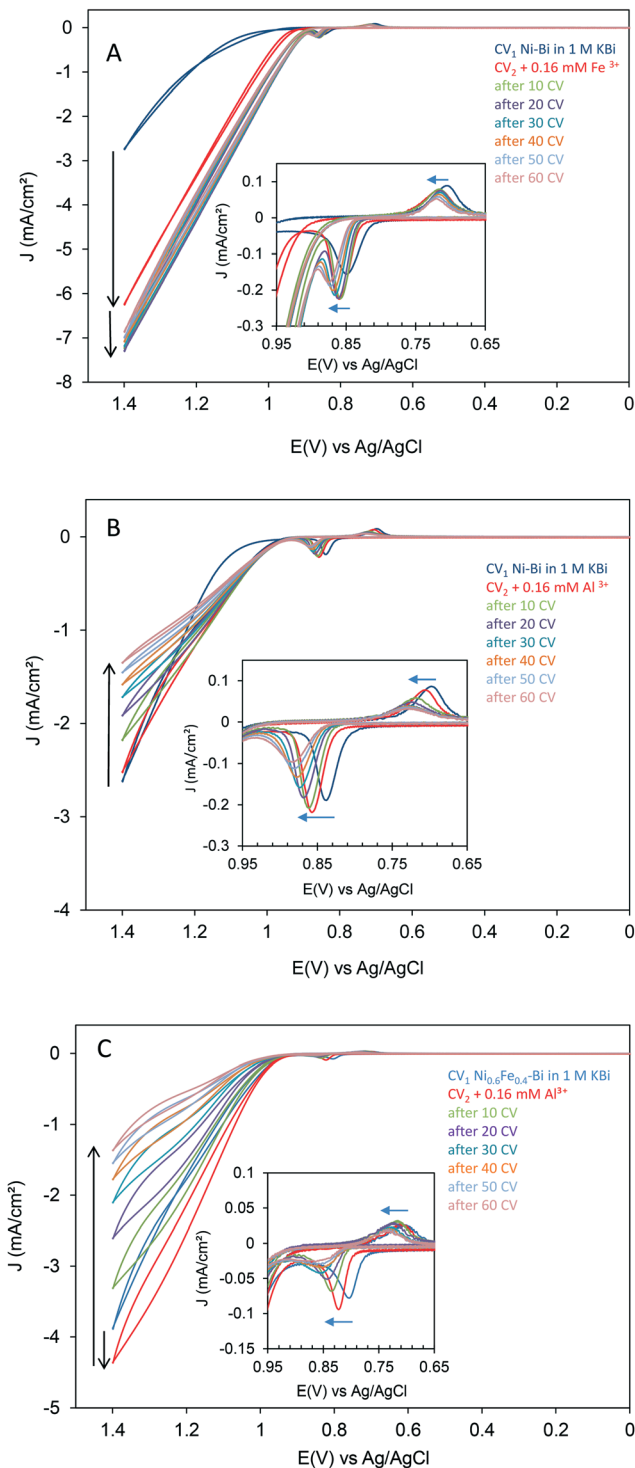 A
CV₁ Ni-Bi in 1 M KBi
CV₂ + 0.16 mM Fe ³⁺
after 10 CV
after 20 CV
after 30 CV
after 40 CV
after 50 CV
after 60 CV
0
-1
-2
-3
-4
-5
-6
-7
-8
J (mA/cm²)
0.1
0
-0.1
-0.2
-0.3
J (mA/cm²)
0.95 0.85 0.75 0.65
E(V) vs Ag/AgCl
1.4 1.2 1 0.8 0.6 0.4 0.2 0
E(V) vs Ag/AgCl
B
CV₁ Ni-Bi in 1 M KBi
CV₂ + 0.16 mM Al ³⁺
after 10 CV
after 20 CV
after 30 CV
after 40 CV
after 50 CV
after 60 CV
0
-1
-2
-3
-4
J (mA/cm²)
0.1
0
-0.1
-0.2
-0.3
J (mA/cm²)
0.95 0.85 0.75 0.65
E(V) vs Ag/AgCl
1.4 1.2 1 0.8 0.6 0.4 0.2 0
E(V) vs Ag/AgCl
C
CV₁ Ni₀.₆Fe₀.₄-Bi in 1 M KBi
CV₂ + 0.16 mM Al³⁺
after 10 CV
after 20 CV
after 30 CV
after 40 CV
after 50 CV
after 60 CV
0
-1
-2
-3
-4
-5
J (mA/cm²)
0.1
0.05
0
-0.05
-0.1
-0.15
J (mA/cm²)
0.95 0.85 0.75 0.65
E(V) vs Ag/AgCl
1.4 1.2 1 0.8 0.6 0.4 0.2 0
E(V) vs Ag/AgCl